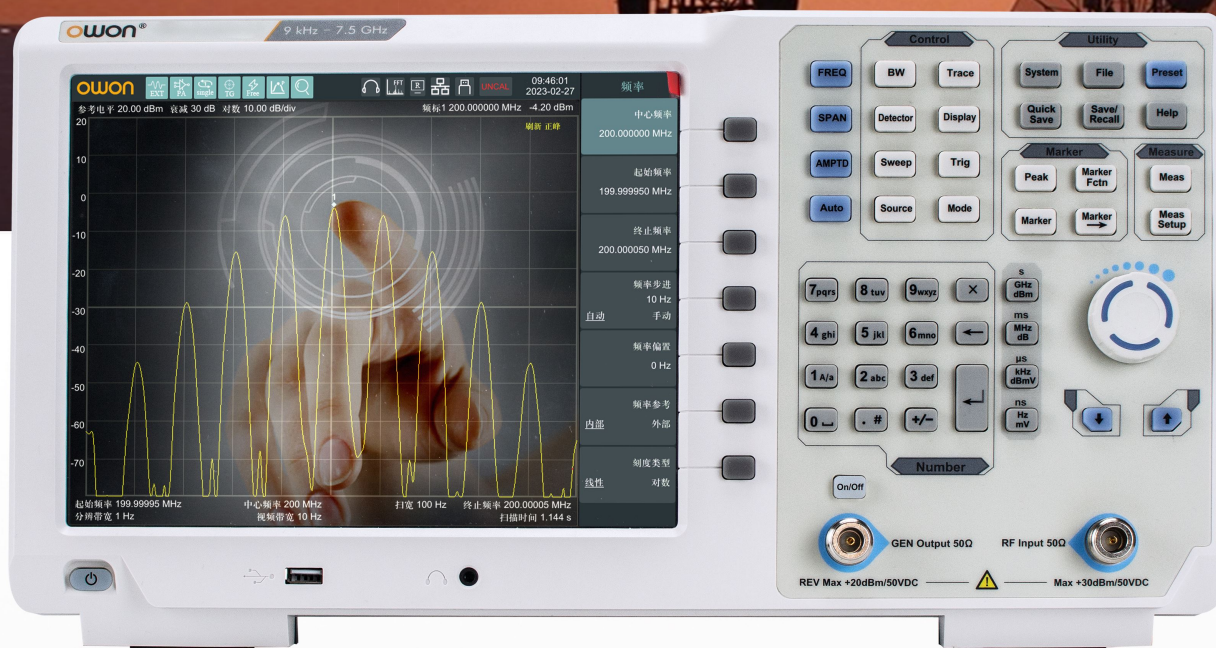 owon®
9 kHz – 7.5 GHz
owon
EXT PA single TG Free FFT R UNCAL
09:46:01
2023-02-27
频率
参考电平 20.00 dBm 衰减 30 dB 对数 10.00 dB/div
频标1 200.000000 MHz -4.20 dBm
刷新 正峰
20
10
0
-10
-20
-30
-40
-50
-60
-70
1
起始频率 199.99995 MHz
中心频率 200 MHz
扫宽 100 Hz
终止频率 200.00005 MHz
分辨带宽 1 Hz
视频带宽 10 Hz
扫描时间 1.144 s
中心频率
200.000000 MHz
起始频率
199.999950 MHz
终止频率
200.000050 MHz
频率步进
10 Hz
自动 手动
频率偏置
0 Hz
频率参考
内部 外部
刻度类型
线性 对数
FREQ
SPAN
AMPTD
Auto
Control
BW Trace
Detector Display
Sweep Trig
Source Mode
Utility
System File Preset
Quick Save
Save/ Recall
Help
Marker
Peak
Marker Fctn
Marker
Marker →
Measure
Meas
Meas Setup
7pqrs 8 tuv 9wxyz ×
4 ghi 5 jkl 6mno ←
1 A/a 2 abc 3 def
0 . # +/-
s
GHz
dBm
ms
MHz
dB
µs
kHz
dBmV
ns
Hz
mV
Number
On/Off
GEN Output 50Ω
RF Input 50Ω
REV Max +20dBm/50VDC
Max +30dBm/50VDC